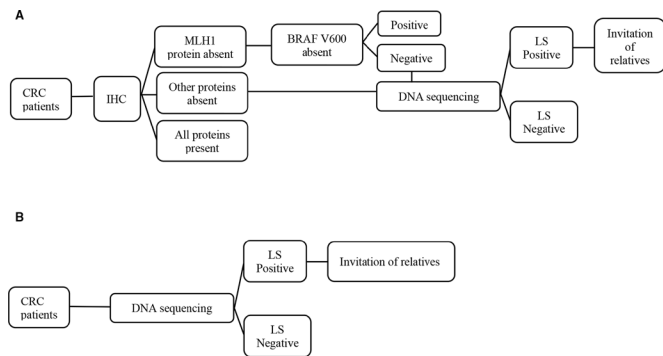 A
CRC
patients
IHC
MLH1
protein absent
BRAF V600
absent
Positive
Negative
Other proteins
absent
All proteins
present
DNA sequencing
LS
Positive
Invitation
of
relatives
LS
Negative
B
CRC
patients
DNA sequencing
LS
Positive
Invitation of relatives
LS
Negative